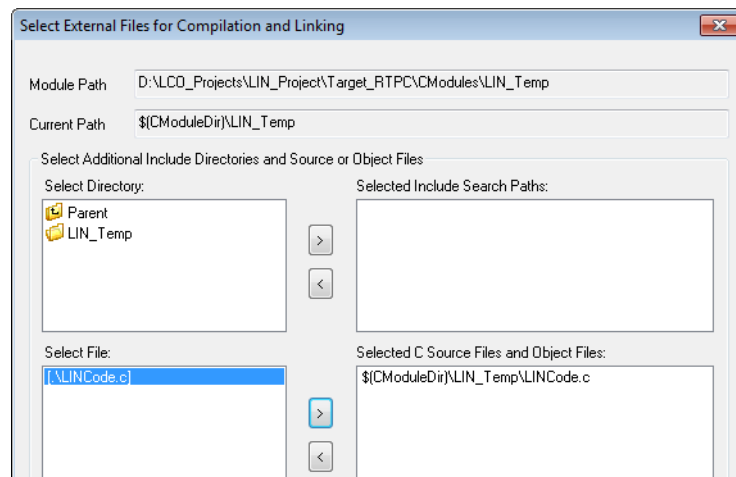 Select External Files for Compilation and Linking
Module Path D:\LCO_Projects\LIN_Project\Target_RTPC\CModules\LIN_Temp
Current Path $(CModuleDir)\LIN_Temp
Select Additional Include Directories and Source or Object Files
Select Directory: Selected Include Search Paths:
Parent
LIN_Temp
>
<
Select File: Selected C Source Files and Object Files:
[.\LINCode.c] $(CModuleDir)\LIN_Temp\LINCode.c
>
<